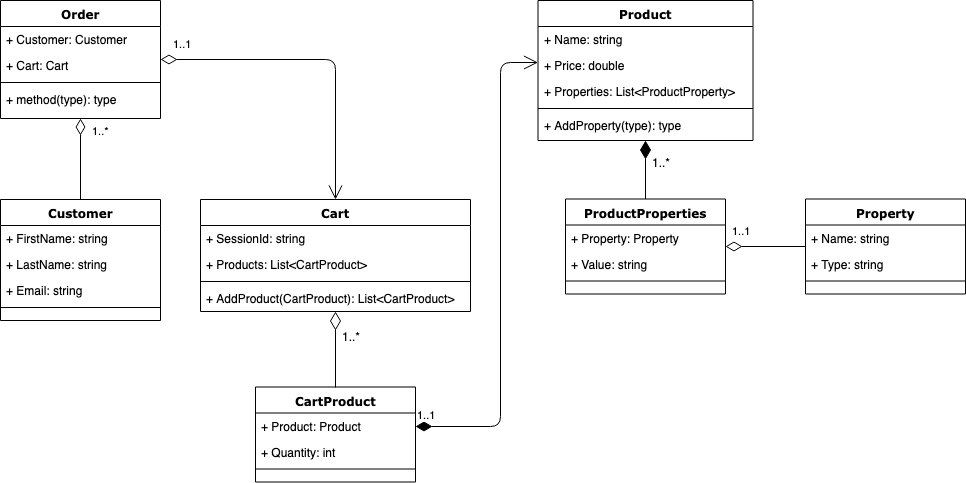 Order
+ Customer: Customer
+ Cart: Cart
+ method(type): type
1..1
1..*
Customer
+ FirstName: string
+ LastName: string
+ Email: string
Cart
+ SessionId: string
+ Products: List<CartProduct>
+ AddProduct(CartProduct): List<CartProduct>
1..*
CartProduct
+ Product: Product
+ Quantity: int
1..1
Product
+ Name: string
+ Price: double
+ Properties: List<ProductProperty>
+ AddProperty(type): type
1..*
ProductProperties
+ Property: Property
+ Value: string
1..1
Property
+ Name: string
+ Type: string